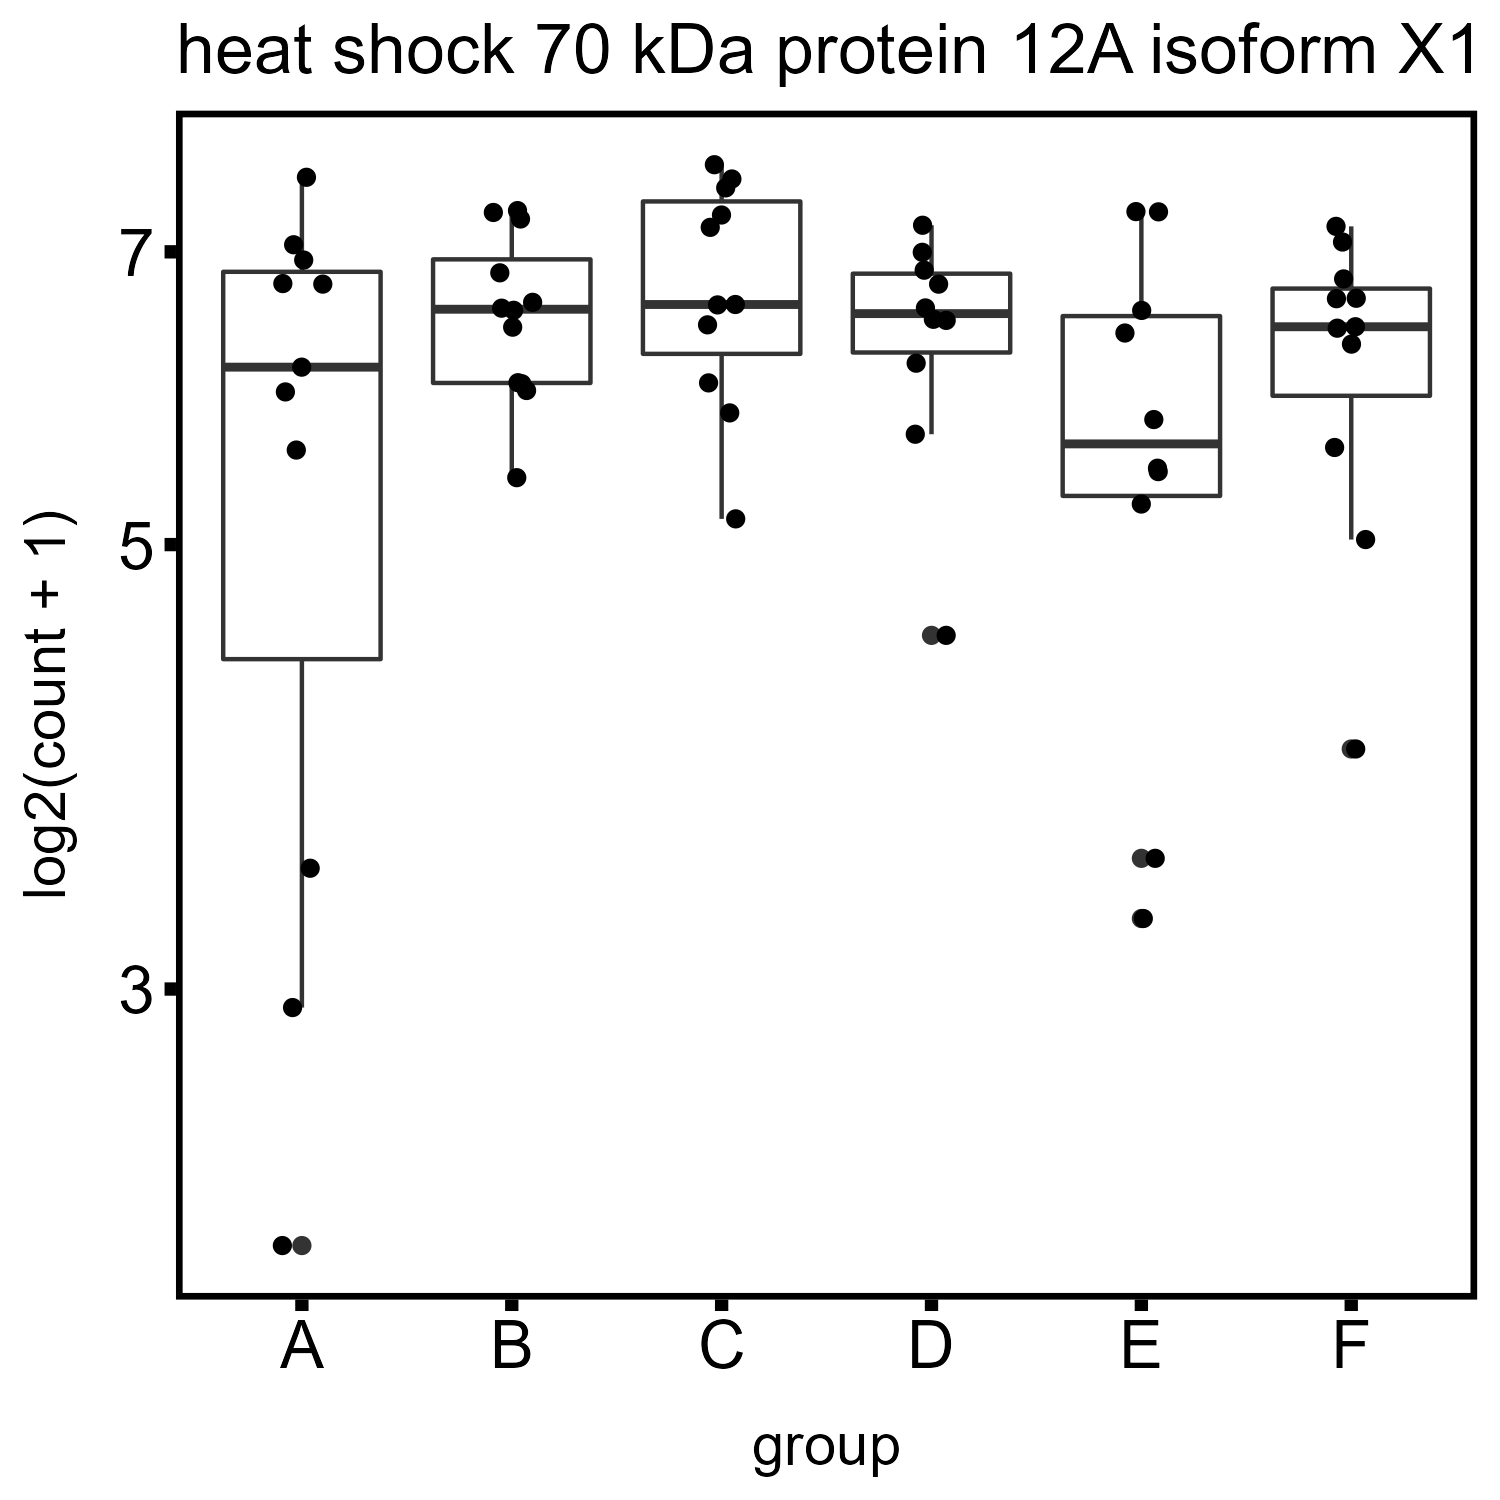 heat shock 70 kDa protein 12A isoform X1
log2(count + 1)
7
5
3
A B C D E F
group